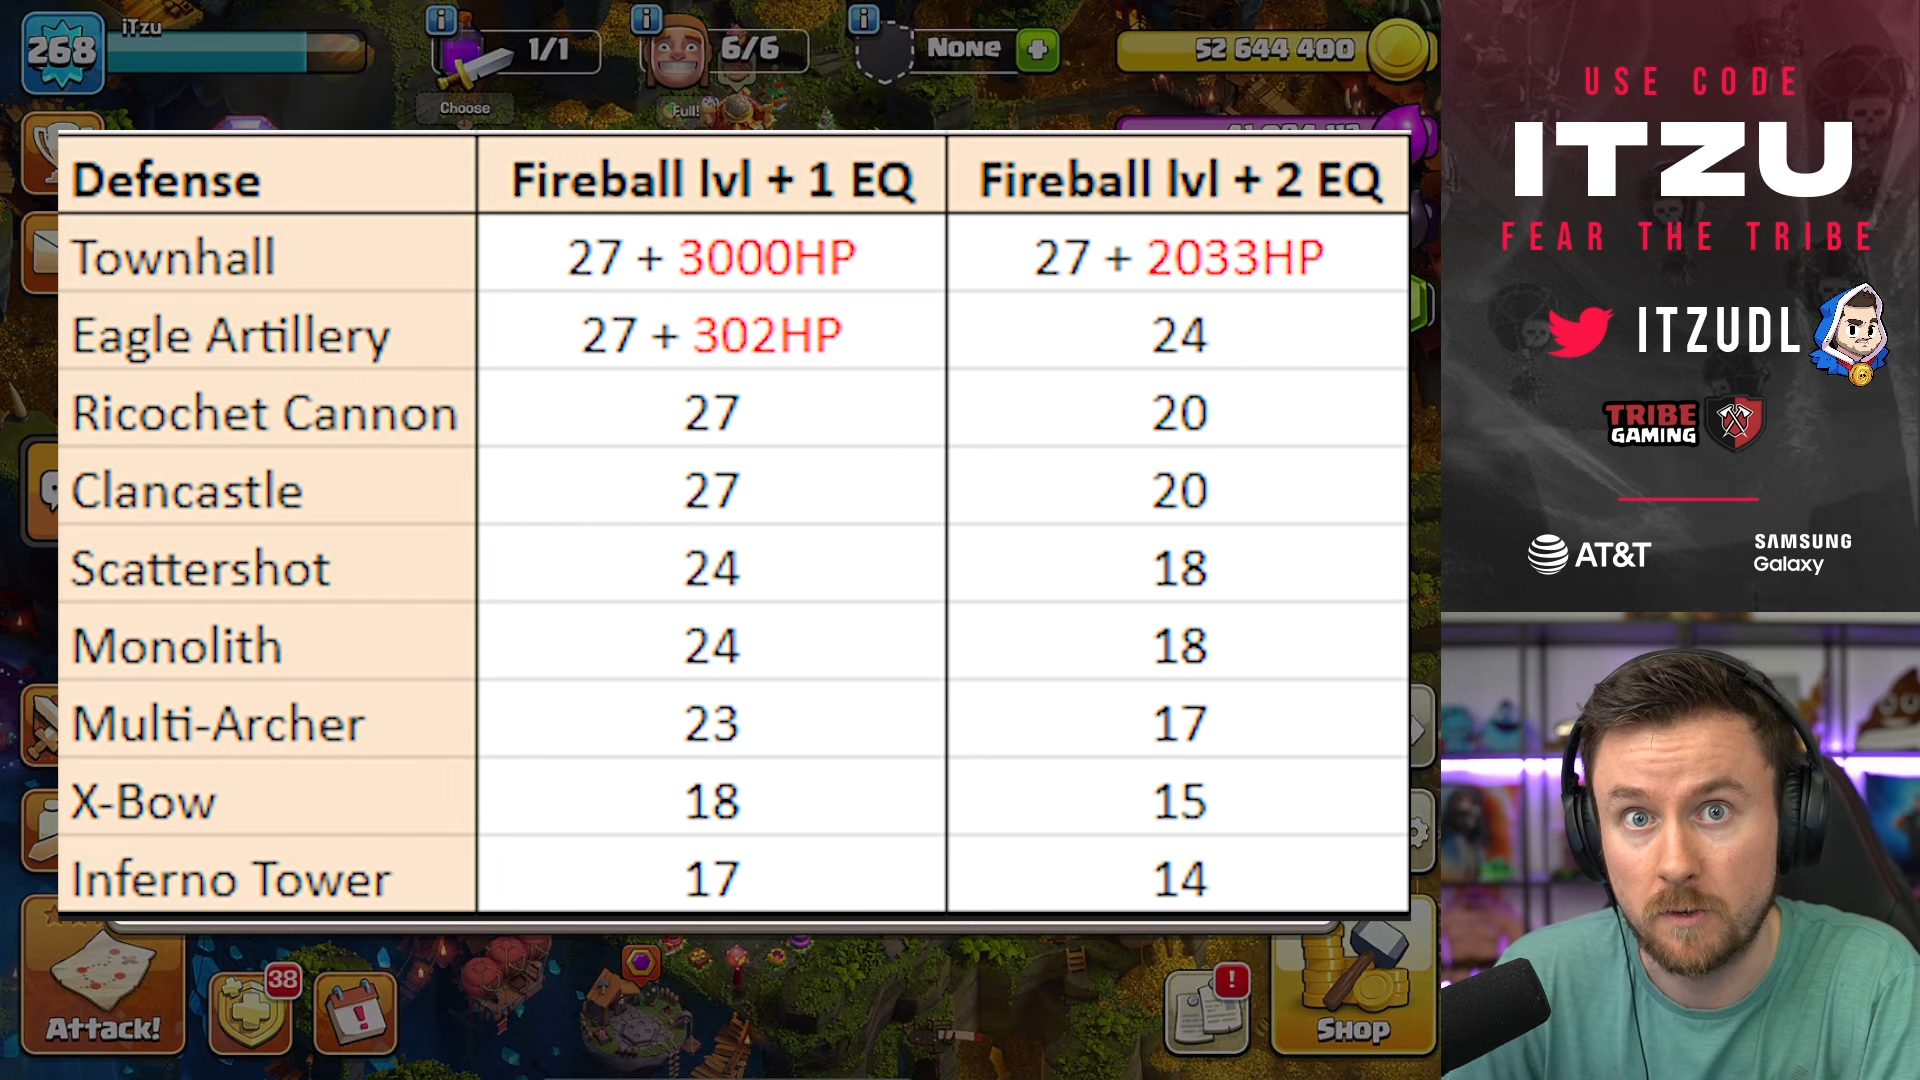 268
iTzu
1/1
Choose
6/6
Full!
None
52 644 400
Defense Fireball lvl + 1 EQ Fireball lvl + 2 EQ
Townhall 27 + 3000HP 27 + 2033HP
Eagle Artillery 27 + 302HP 24
Ricochet Cannon 27 20
Clancastle 27 20
Scattershot 24 18
Monolith 24 18
Multi-Archer 23 17
X-Bow 18 15
Inferno Tower 17 14
Attack!
38
Shop
USE CODE
ITZU
FEAR THE TRIBE
ITZUDL
TRIBE
GAMING
AT&T
SAMSUNG
Galaxy